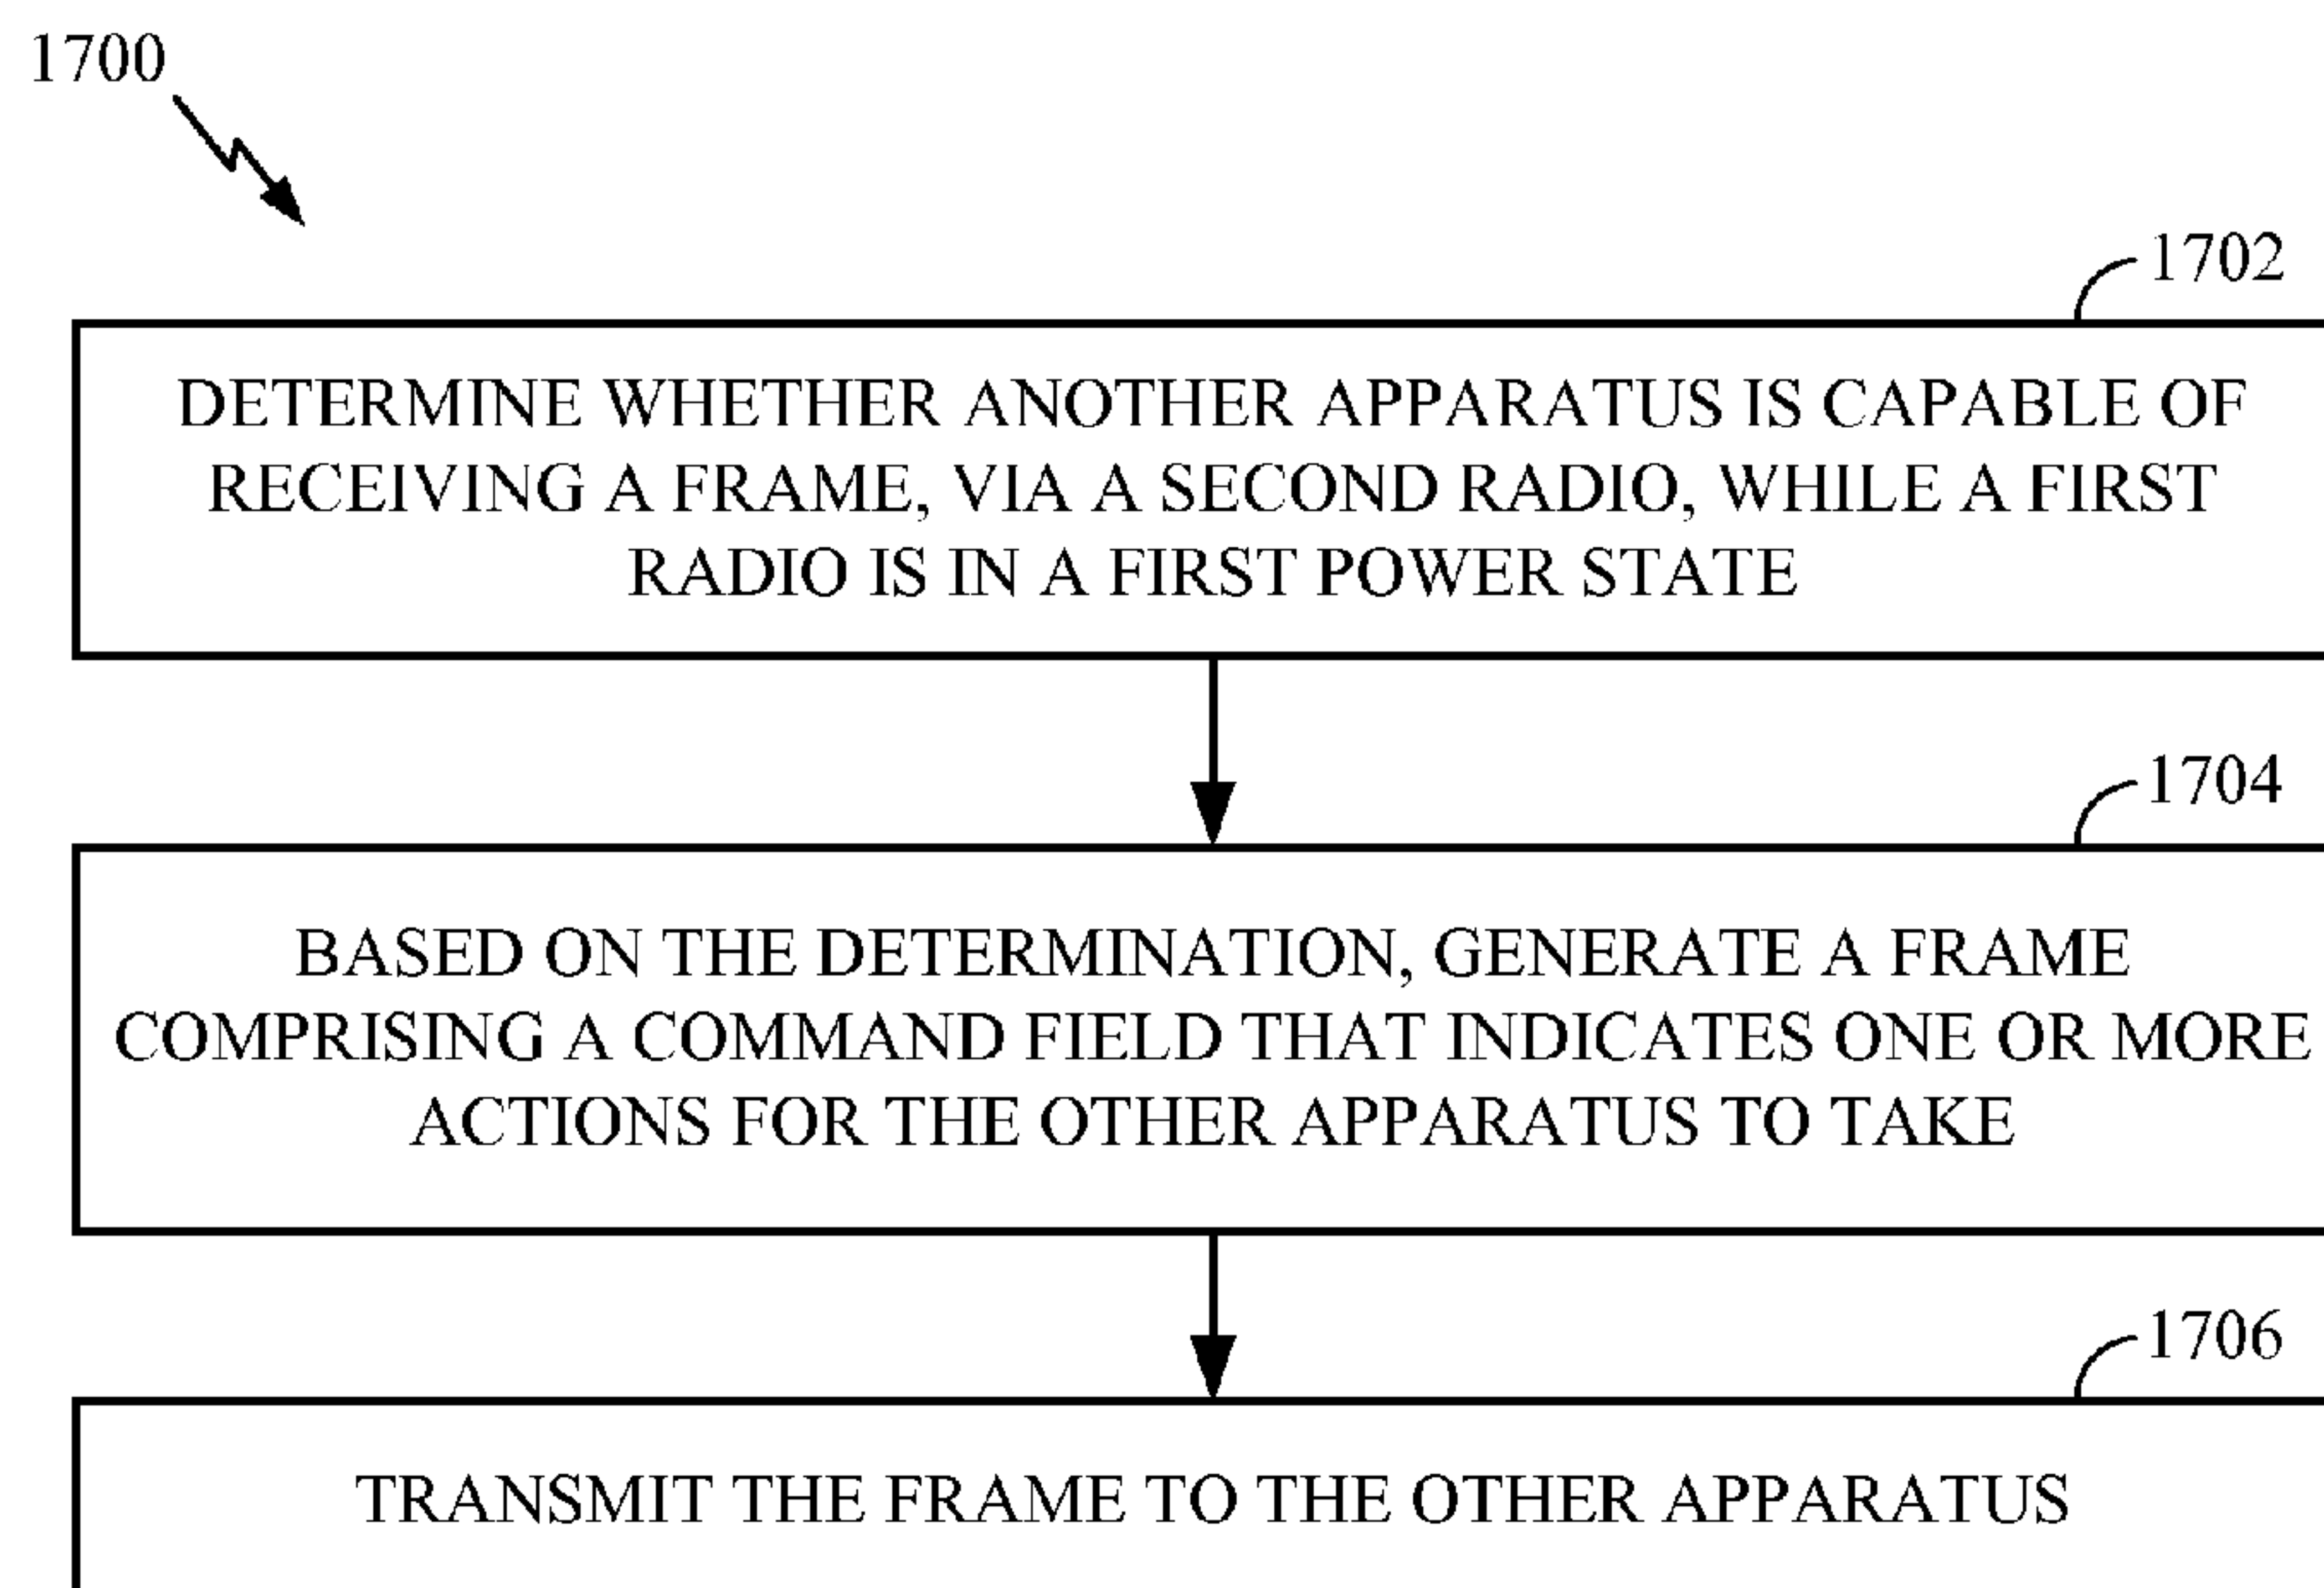 1700
1702
DETERMINE WHETHER ANOTHER APPARATUS IS CAPABLE OF
RECEIVING A FRAME, VIA A SECOND RADIO, WHILE A FIRST
RADIO IS IN A FIRST POWER STATE
1704
BASED ON THE DETERMINATION, GENERATE A FRAME
COMPRISING A COMMAND FIELD THAT INDICATES ONE OR MORE
ACTIONS FOR THE OTHER APPARATUS TO TAKE
1706
TRANSMIT THE FRAME TO THE OTHER APPARATUS